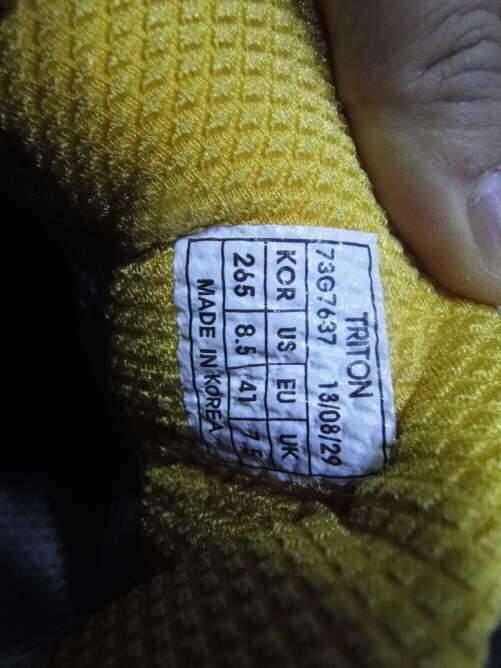 TRITON
73G7637 13/08/29
KOR US EU UK
265 8.5 41 7.5
MADE IN KOREA